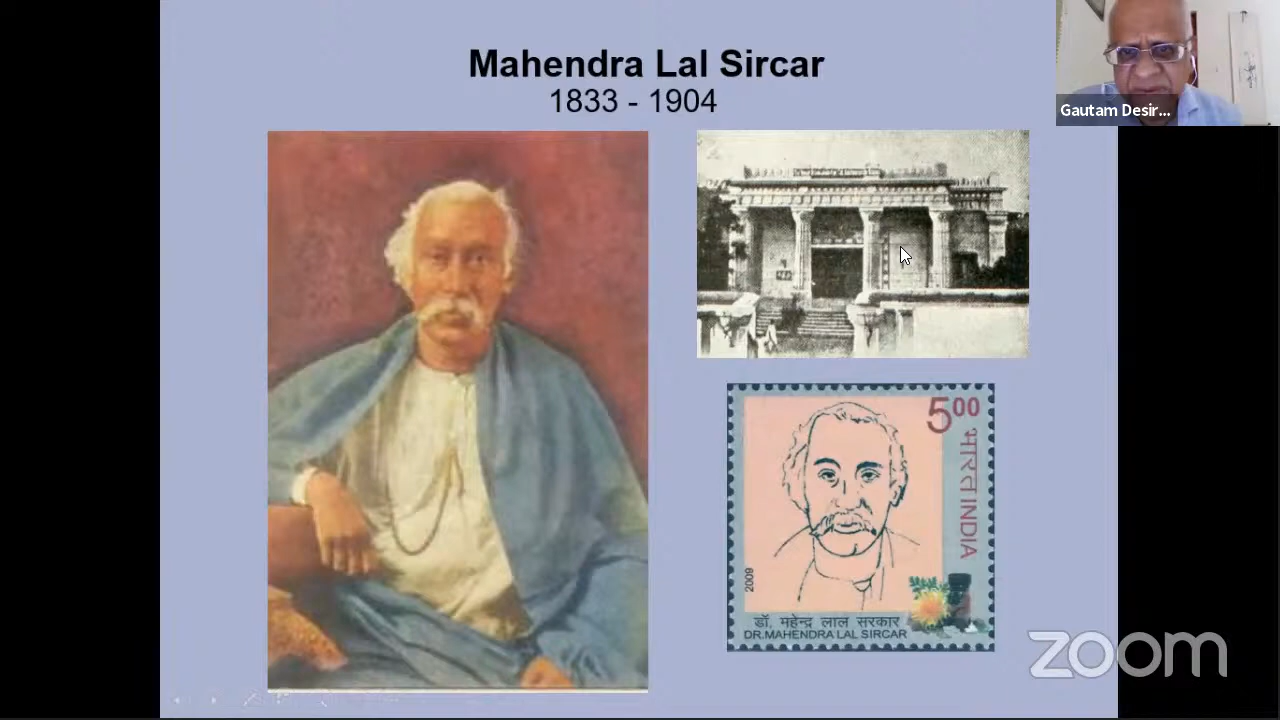 Mahendra Lal Sircar
1833 - 1904
Gautam Desir...
5.00
भारत INDIA
2009
डॉ. महेन्द्र लाल सरकार
DR.MAHENDRA LAL SIRCAR
zoom